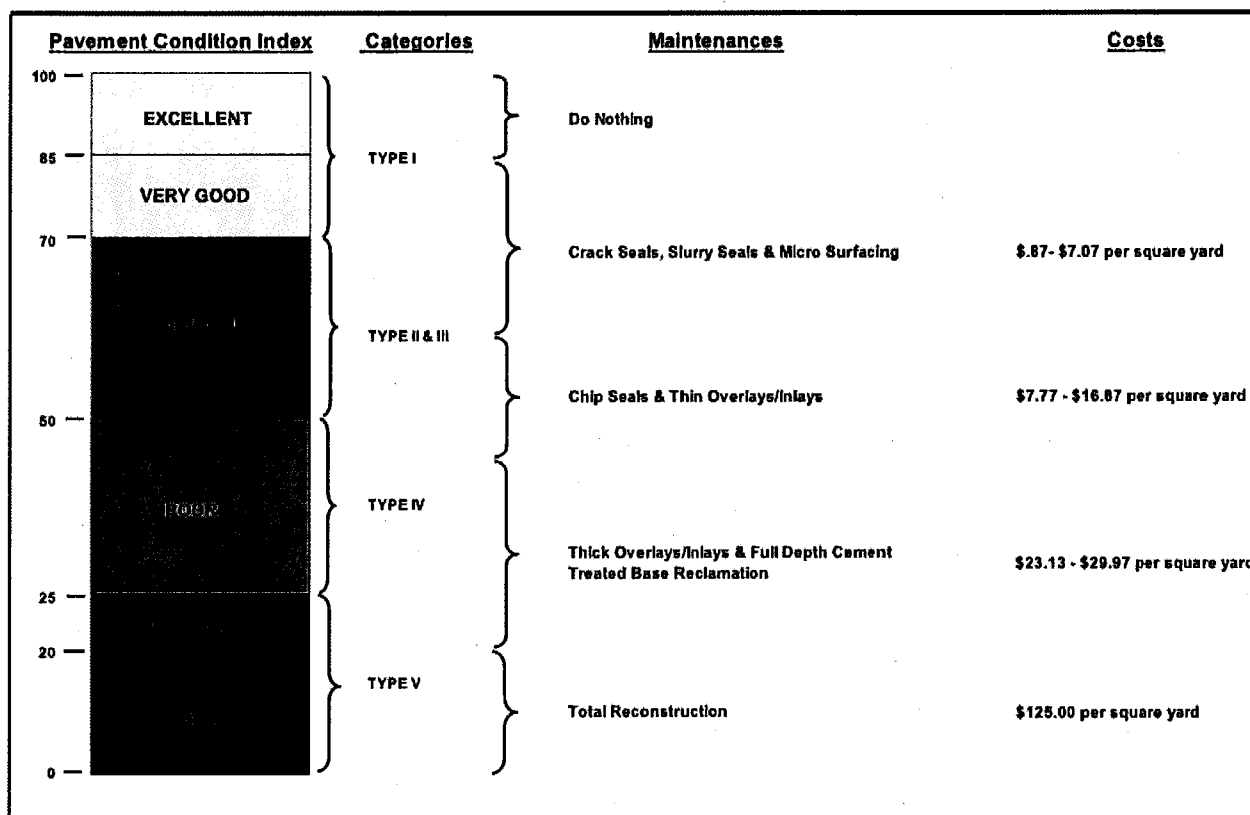 Pavement Condition Index Categories Maintenances Costs
100
EXCELLENT
Do Nothing
85
TYPE I
VERY GOOD
70
Crack Seals, Slurry Seals & Micro Surfacing $.87- $7.07 per square yard
TYPE II & III
Chip Seals & Thin Overlays/Inlays $7.77 - $16.87 per square yard
50
TYPE IV
POOR
Thick Overlays/Inlays & Full Depth Cement
Treated Base Reclamation
$23.13 - $29.97 per square yard
25
20
TYPE V
Total Reconstruction $125.00 per square yard
0